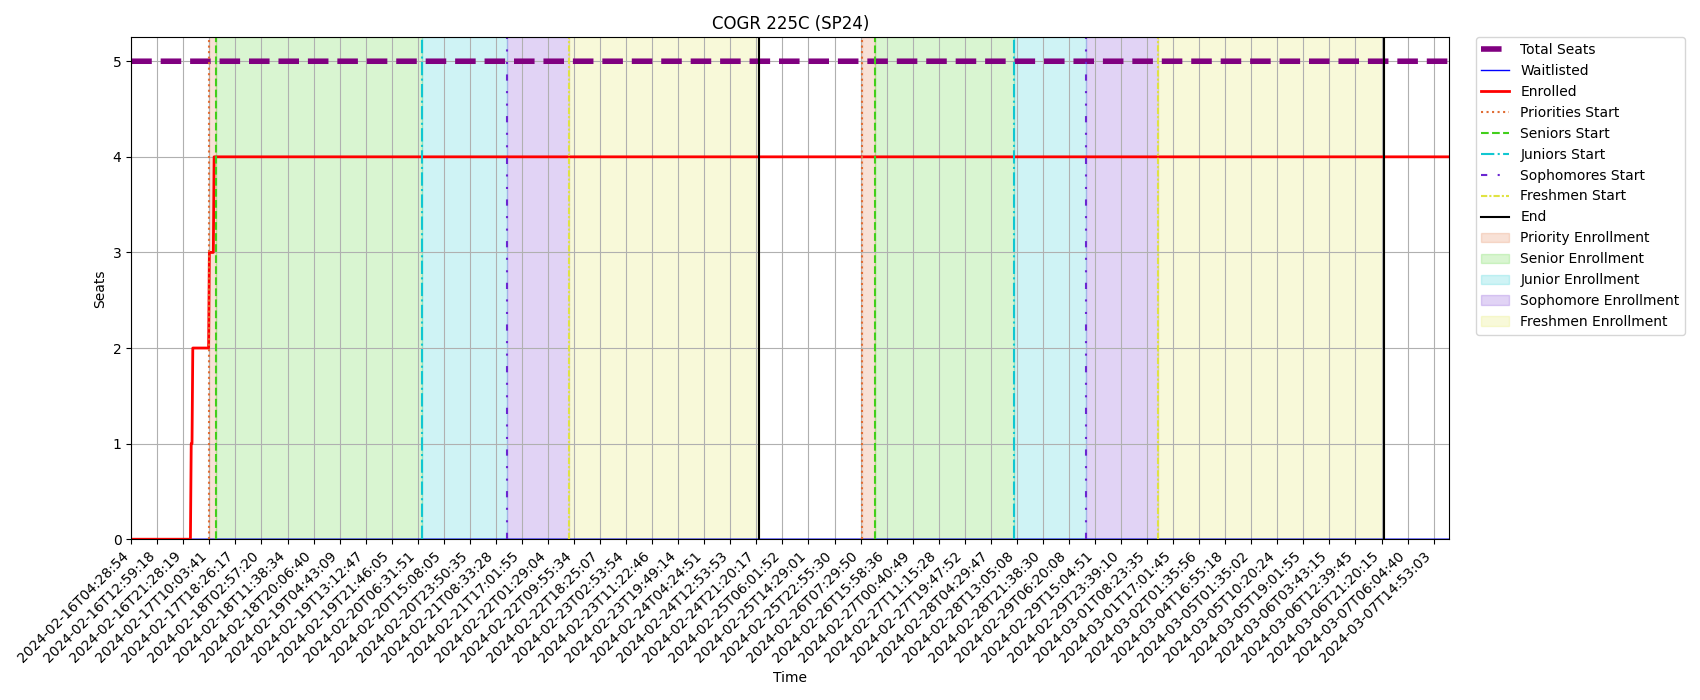 COGR 225C (SP24)
5
4
3
2
1
0
Seats
2024-02-16T04:28:54
2024-02-16T12:59:18
2024-02-16T21:28:19
2024-02-17T10:03:41
2024-02-17T18:26:17
2024-02-18T02:57:20
2024-02-18T11:38:34
2024-02-18T20:06:40
2024-02-19T04:43:09
2024-02-19T13:12:47
2024-02-19T21:46:05
2024-02-20T06:31:51
2024-02-20T15:08:05
2024-02-20T23:50:35
2024-02-21T08:33:28
2024-02-21T17:01:55
2024-02-22T01:29:04
2024-02-22T09:55:34
2024-02-22T18:25:07
2024-02-23T02:53:54
2024-02-23T11:22:46
2024-02-23T19:49:14
2024-02-24T04:24:51
2024-02-24T12:53:53
2024-02-24T21:20:17
2024-02-25T06:01:52
2024-02-25T14:29:01
2024-02-25T22:55:30
2024-02-26T07:29:50
2024-02-26T15:58:36
2024-02-27T00:40:49
2024-02-27T11:15:28
2024-02-27T19:47:52
2024-02-28T04:29:47
2024-02-28T13:05:08
2024-02-28T21:38:30
2024-02-29T06:20:08
2024-02-29T15:04:51
2024-02-29T23:39:10
2024-03-01T08:23:35
2024-03-01T17:01:45
2024-03-02T01:35:56
2024-03-04T16:55:18
2024-03-05T01:35:02
2024-03-05T10:20:24
2024-03-05T19:01:55
2024-03-06T03:43:15
2024-03-06T12:39:45
2024-03-06T21:20:15
2024-03-07T06:04:40
2024-03-07T14:53:03
Time
Total Seats
Waitlisted
Enrolled
Priorities Start
Seniors Start
Juniors Start
Sophomores Start
Freshmen Start
End
Priority Enrollment
Senior Enrollment
Junior Enrollment
Sophomore Enrollment
Freshmen Enrollment